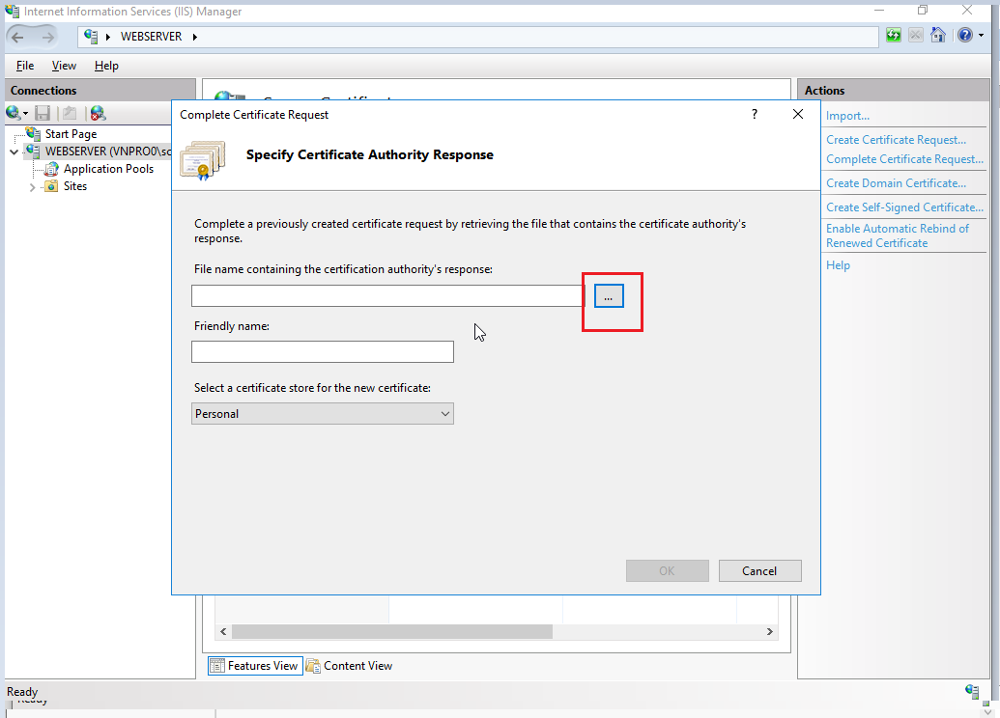 Internet Information Services (IIS) Manager
WEBSERVER
File View Help
Connections
Start Page
WEBSERVER (VNPRO0\sc
Application Pools
Sites
Complete Certificate Request
?
Specify Certificate Authority Response
Complete a previously created certificate request by retrieving the file that contains the certificate authority's
response.
File name containing the certification authority's response:
...
Friendly name:
Select a certificate store for the new certificate:
Personal
OK Cancel
Features View Content View
Actions
Import...
Create Certificate Request...
Complete Certificate Request...
Create Domain Certificate...
Create Self-Signed Certificate...
Enable Automatic Rebind of
Renewed Certificate
Help
Ready
Ready